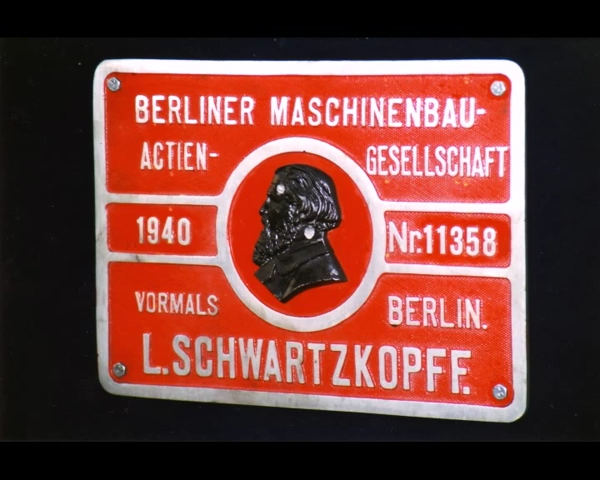 BERLINER MASCHINENBAU-
ACTIEN- GESELLSCHAFT
1940 Nr.11358
VORMALS BERLIN.
L.SCHWARTZKOPFF.